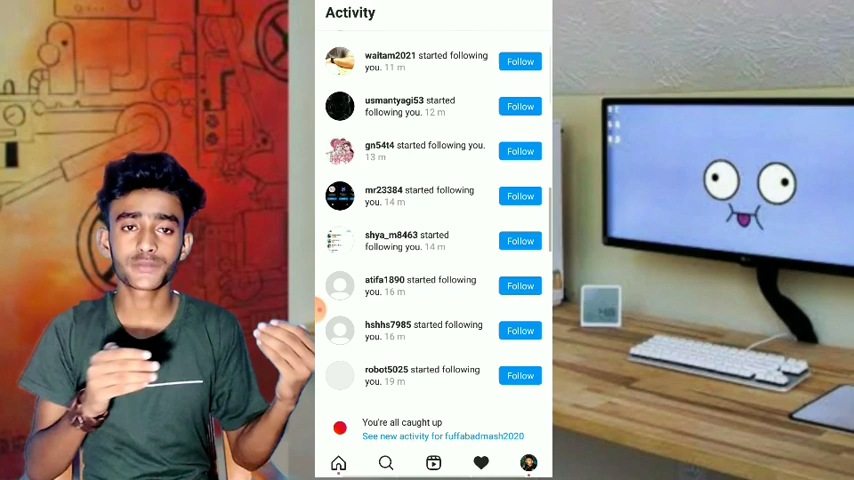 Activity
waitam2021 started following
you. 11 m
Follow
usmantyagi53 started
following you. 12 m
Follow
gn54t4 started following you.
13 m
Follow
mr23384 started following
you. 14 m
Follow
shya_m8463 started
following you. 14 m
Follow
atifa1890 started following
you. 16 m
Follow
hshhs7985 started following
you. 16 m
Follow
robot5025 started following
you. 19 m
Follow
You're all caught up
See new activity for fuffabadmash2020